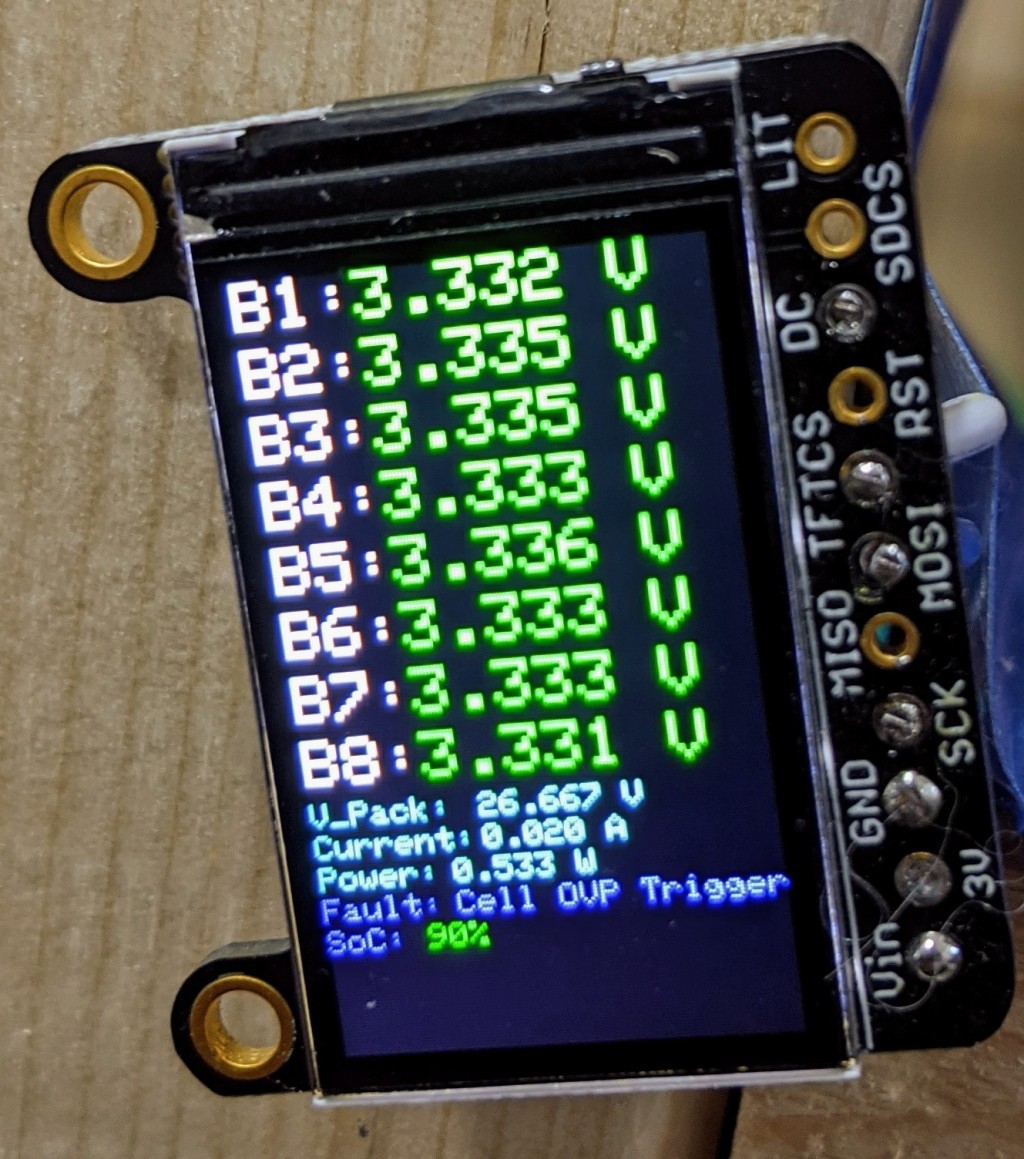 B1:3.332 V
B2:3.335 V
B3:3.335 V
B4:3.333 V
B5:3.336 V
B6:3.333 V
B7:3.333 V
B8:3.331 V
V_Pack: 26.667 V
Current: 0.020 A
Power: 0.533 W
Fault: Cell OVP Trigger
SoC: 90%
LIT
SDCS
DC
RST
TFTCS
MOSI
MISO
SCK
GND
3V
Vin